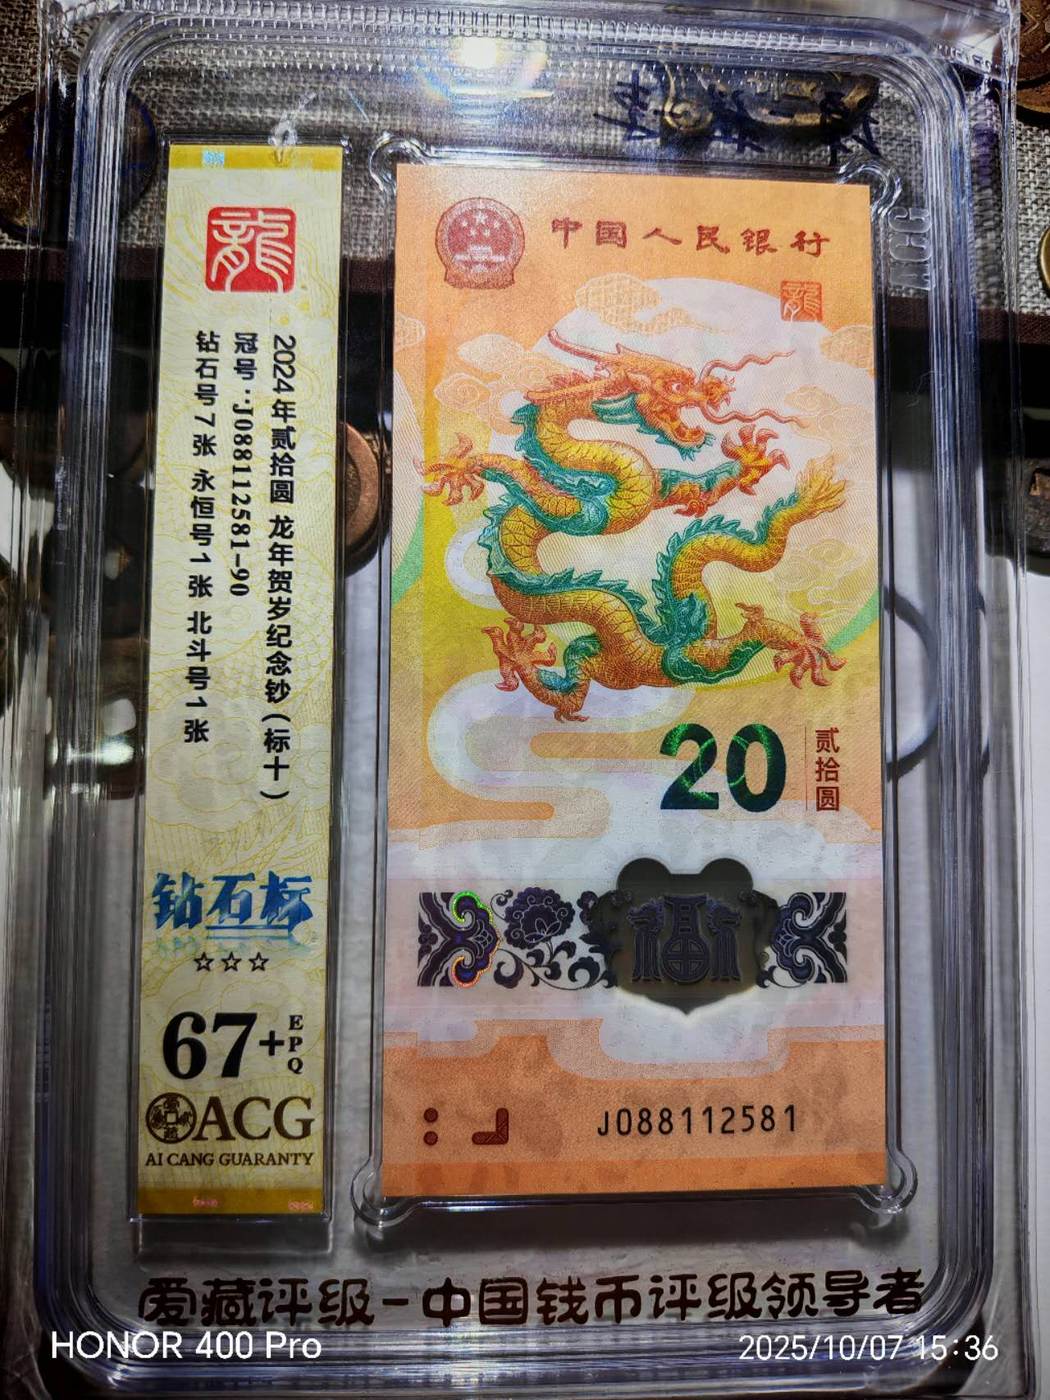 龍
2024年贰拾圆 龙年贺岁纪念钞(标十)
冠号:J088112581-90
钻石号7张 永恒号1张 北斗号1张
钻石标
☆☆☆
67+EPQ
ACG
AI CANG GUARANTY
中国人民银行
龍
20
贰拾圆
福
J088112581
爱藏评级-中国钱币评级领导者
HONOR 400 Pro
2025/10/07 15:36